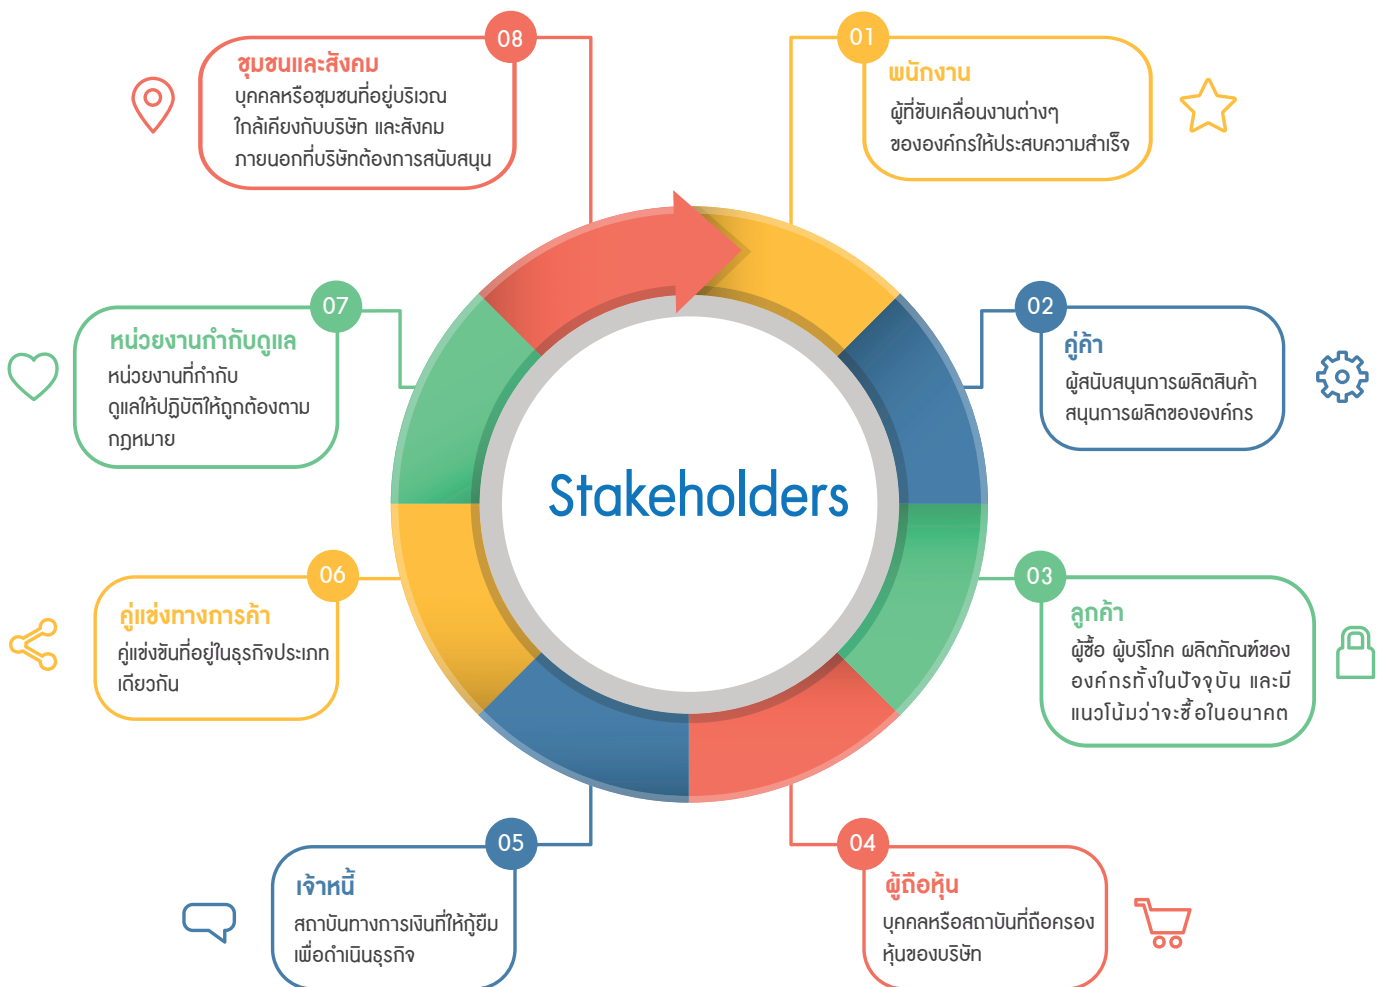 Stakeholders
01
พนักงาน
ผู้ที่ขับเคลื่อนงานต่างๆ
ขององค์กรให้ประสบความสำเร็จ
02
คู่ค้า
ผู้สนับสนุนการผลิตสินค้า
สนุนการผลิตขององค์กร
03
ลูกค้า
ผู้ซื้อ ผู้บริโภค ผลิตภัณฑ์ของ
องค์กรทั้งในปัจจุบัน และมี
แนวโน้มว่าจะซื้อในอนาคต
04
ผู้ถือหุ้น
บุคคลหรือสถาบันที่ถือครอง
หุ้นของบริษัท
05
เจ้าหนี้
สถาบันทางการเงินที่ให้กู้ยืม
เพื่อดำเนินธุรกิจ
06
คู่แข่งทางการค้า
คู่แข่งขันที่อยู่ในธุรกิจประเภท
เดียวกัน
07
หน่วยงานกำกับดูแล
หน่วยงานที่กำกับ
ดูแลให้ปฏิบัติให้ถูกต้องตาม
กฎหมาย
08
ชุมชนและสังคม
บุคคลหรือชุมชนที่อยู่บริเวณ
ใกล้เคียงกับบริษัท และสังคม
ภายนอกที่บริษัทต้องการสนับสนุน